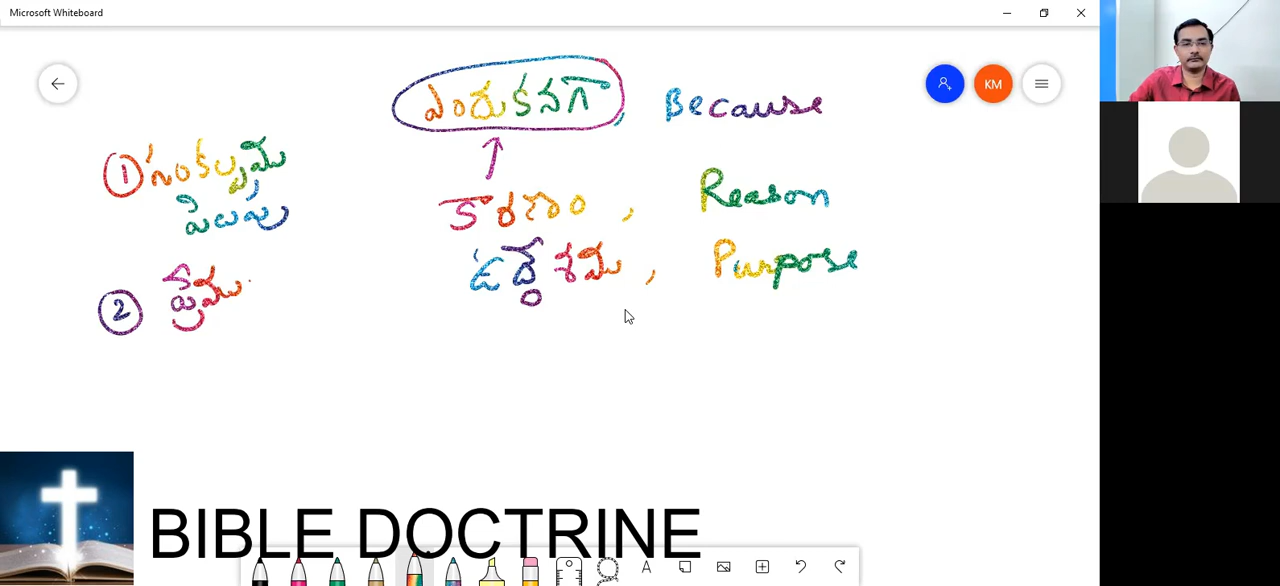 Microsoft Whiteboard
KM
ఎందుకనగా Because
① సంకల్పము
పిలుపు
కారణం , Reason
ఉద్దేశము , Purpose
② ప్రేమ
BIBLE DOCTRINE
A